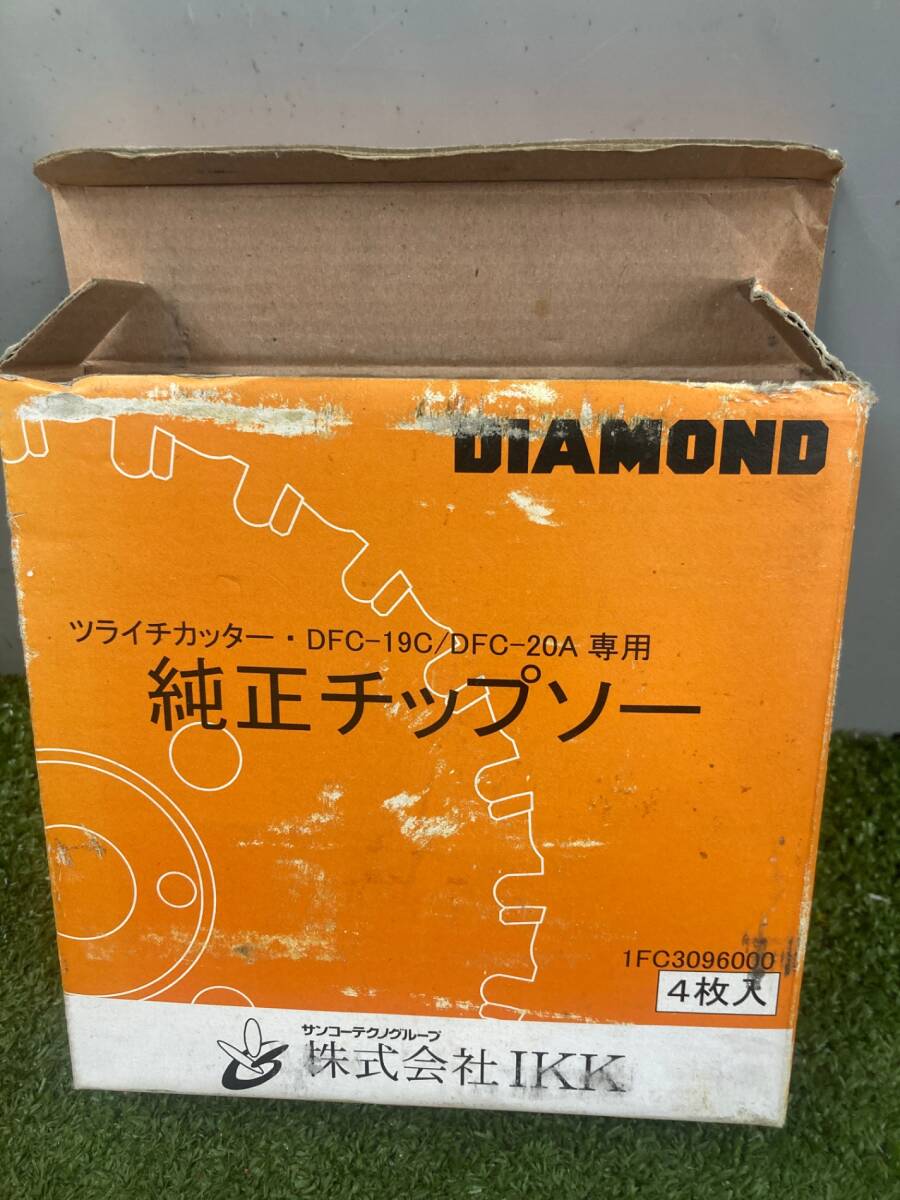 DIAMOND
ツライチカッター・DFC-19C/DFC-20A 専用
純正チップソー
1FC3096000
4枚入
サンコーテクノグループ
株式会社IKK